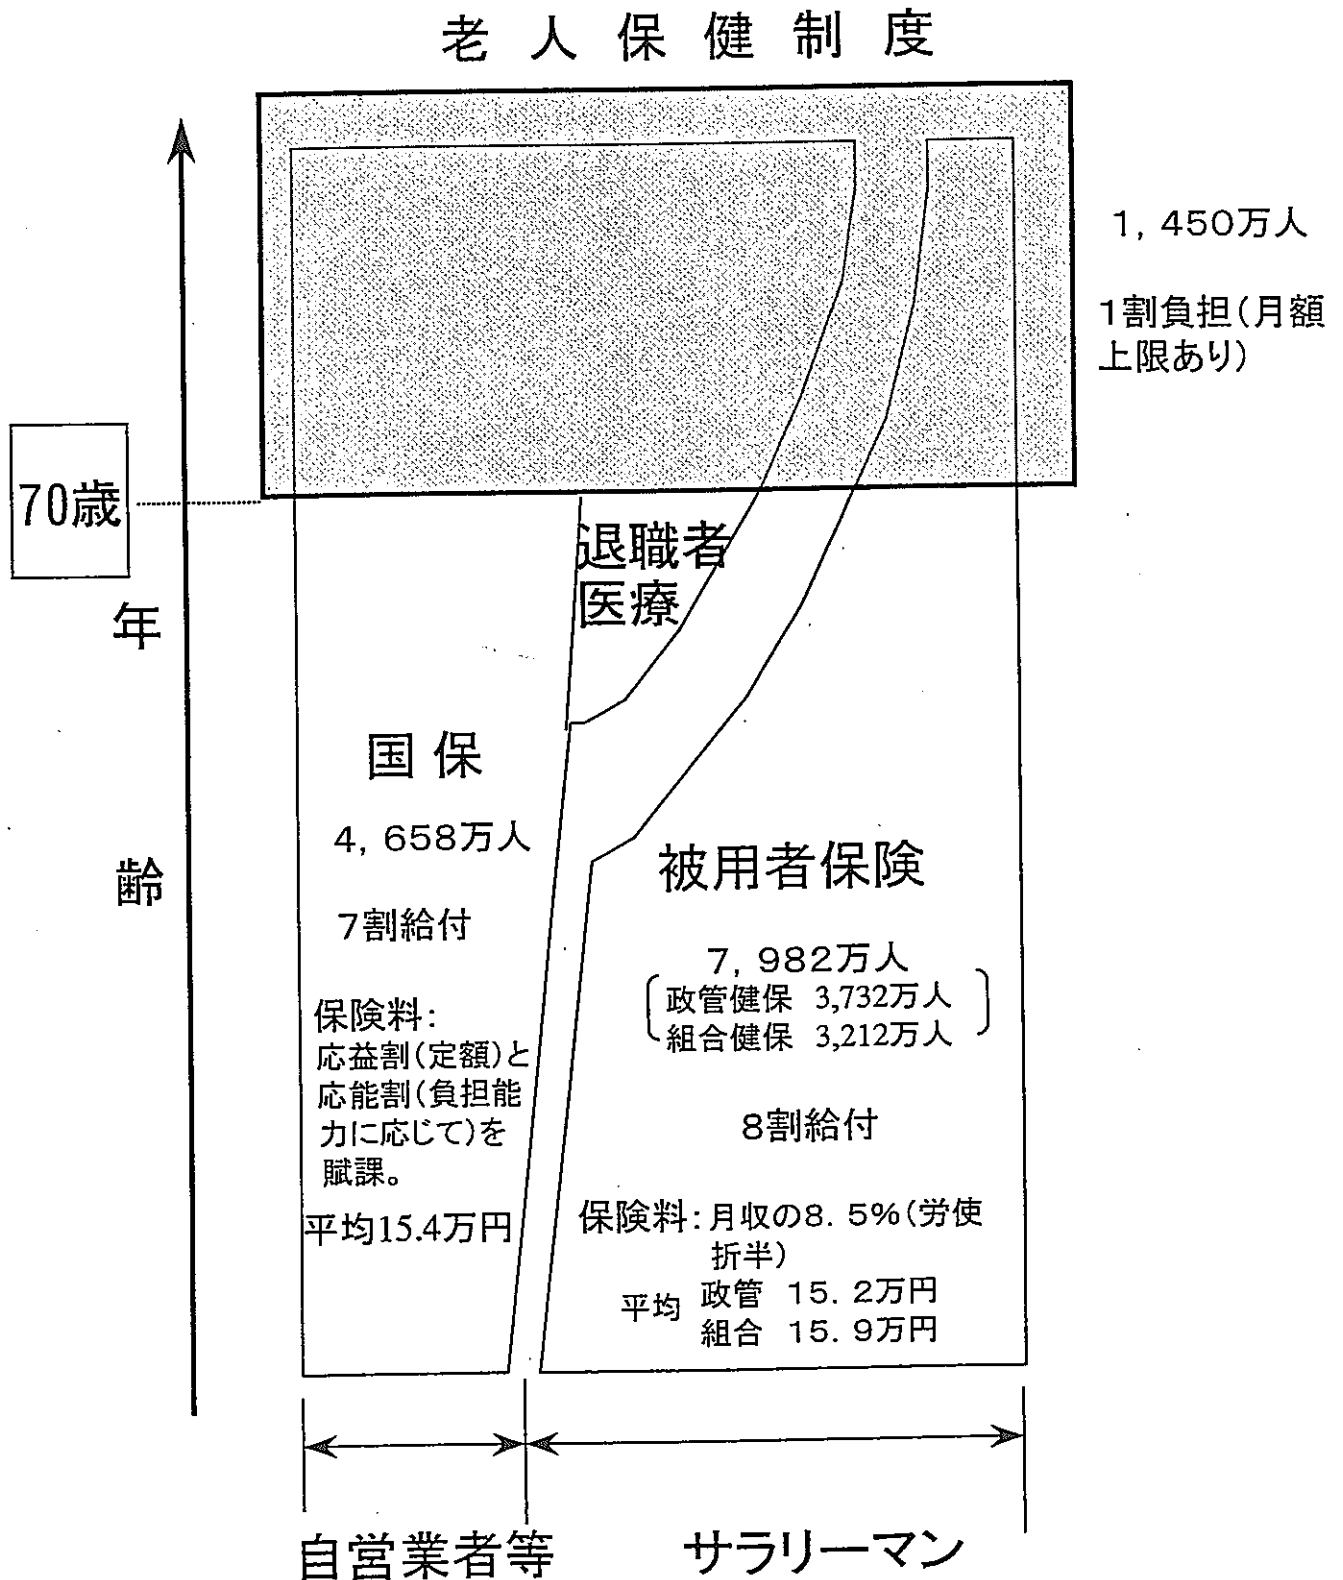 老人保健制度
1,450万人
1割負担(月額
上限あり)
70歳
年
齢
退職者
医療
国保
4,658万人
7割給付
保険料:
応益割(定額)と
応能割(負担能
力に応じて)を
賦課。
平均15.4万円
被用者保険
7,982万人
政管健保 3,732万人
組合健保 3,212万人
8割給付
保険料:月収の8.5%(労使
折半)
平均 政管 15.2万円
組合 15.9万円
自営業者等
サラリーマン